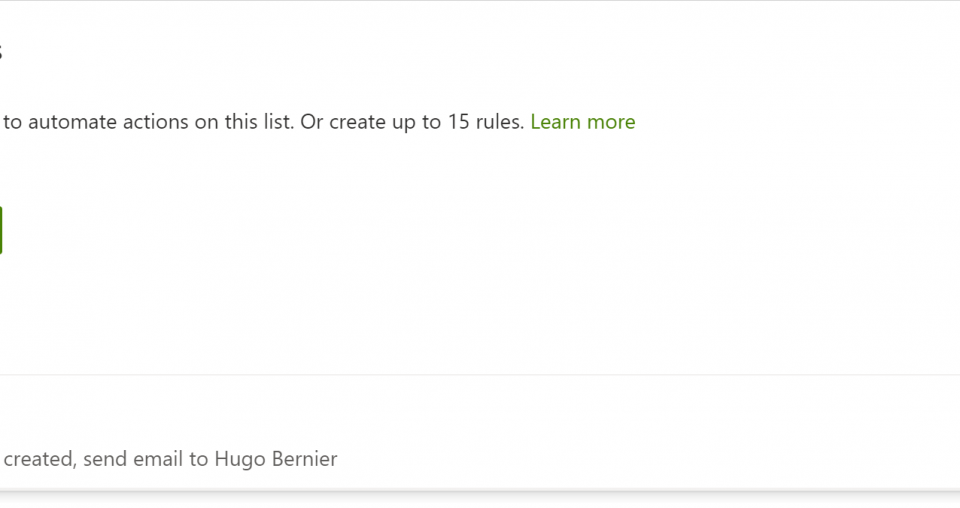 to automate actions on this list. Or create up to 15 rules. Learn more
created, send email to Hugo Bernier